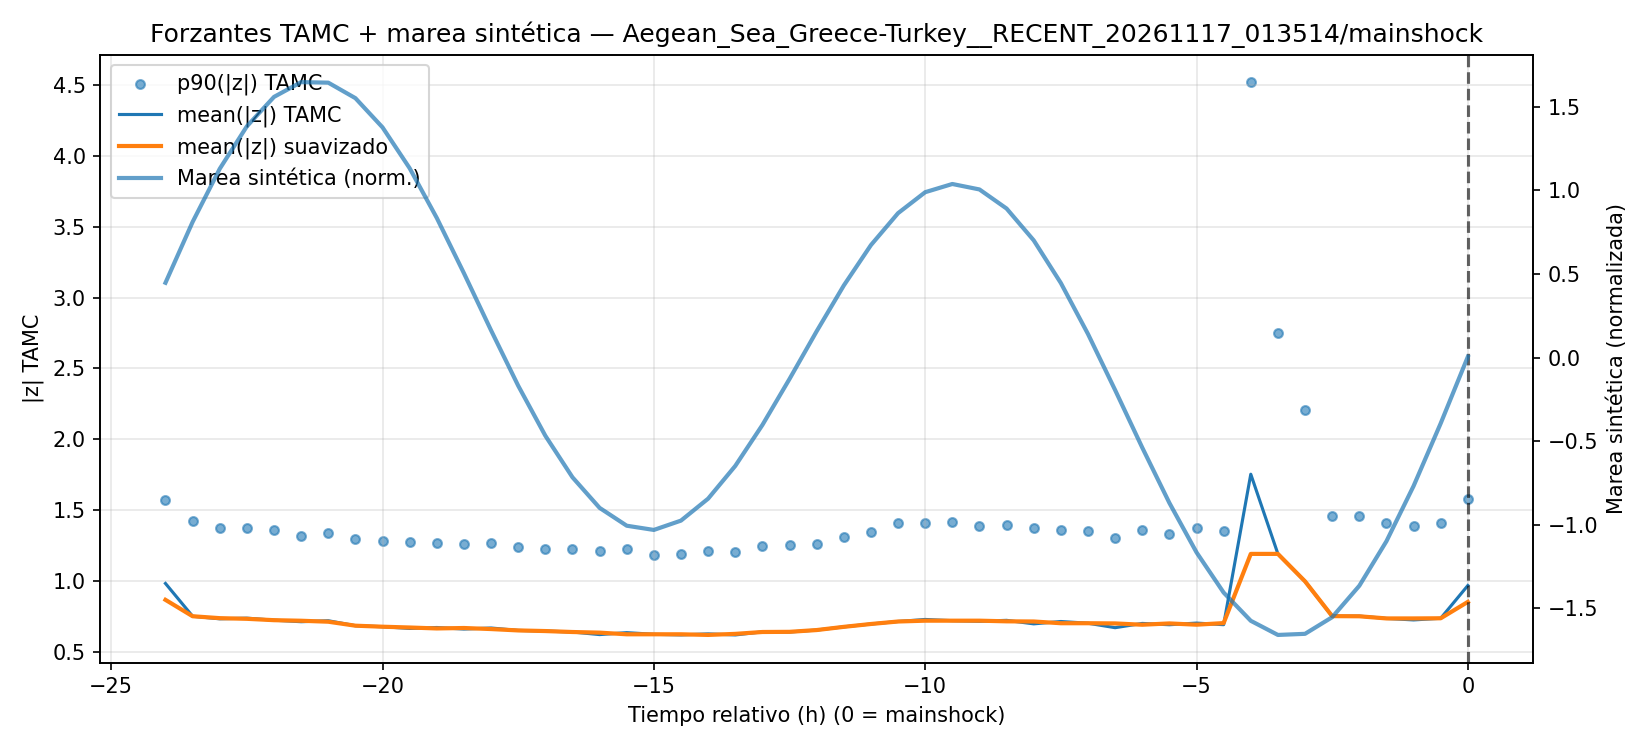 Forzantes TAMC + marea sintética — Aegean_Sea_Greece-Turkey__RECENT_20261117_013514/mainshock
p90(|z|) TAMC
mean(|z|) TAMC
mean(|z|) suavizado
Marea sintética (norm.)
|z| TAMC
4.5
4.0
3.5
3.0
2.5
2.0
1.5
1.0
0.5
Marea sintética (normalizada)
1.5
1.0
0.5
0.0
−0.5
−1.0
−1.5
−25
−20
−15
−10
−5
0
Tiempo relativo (h) (0 = mainshock)